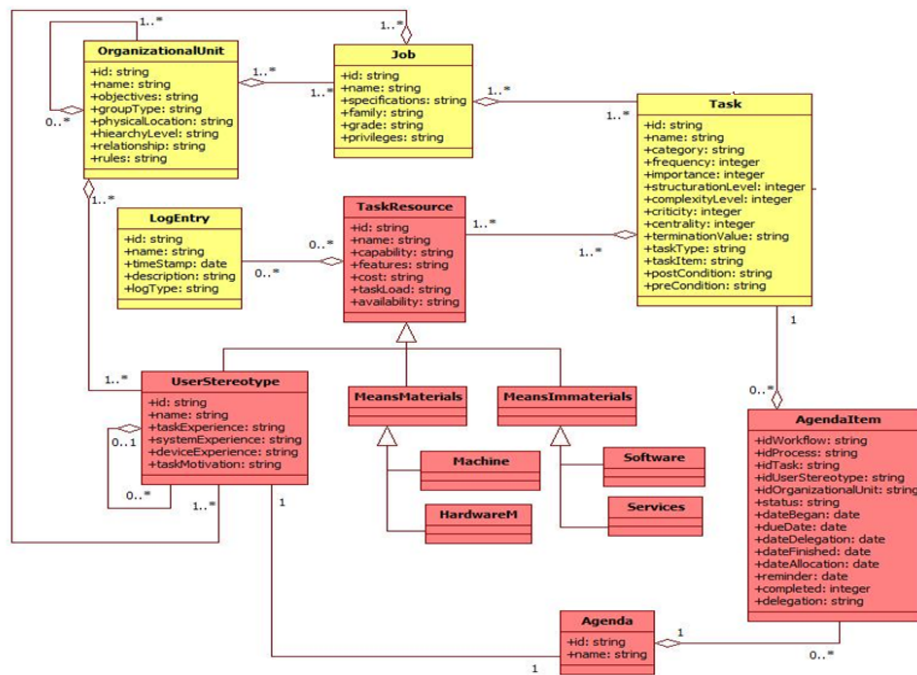 1..*
1..*
OrganizationalUnit
+id: string
+name: string
+objectives: string
+groupType: string
+physicalLocation: string
+hiearchyLevel: string
+relationship: string
+rules: string
0..*
1..*
1..*
1..*
Job
+id: string
+name: string
+specifications: string
+family: string
+grade: string
+privileges: string
1..*
1..*
Task
+id: string
+name: string
+category: string
+frequency: integer
+importance: integer
+structurationLevel: integer
+complexityLevel: integer
+criticity: integer
+centrality: integer
+terminationValue: string
+taskType: string
+taskItem: string
+postCondition: string
+preCondition: string
LogEntry
+id: string
+name: string
+timeStamp: date
+description: string
+logType: string
0..*
0..*
TaskResource
+id: string
+name: string
+capability: string
+features: string
+cost: string
+taskLoad: string
+availability: string
1..*
1..*
1
0..*
1..*
UserStereotype
+id: string
+name: string
+taskExperience: string
+systemExperience: string
+deviceExperience: string
+taskMotivation: string
0..1
0..*
1..*
1
MeansMaterials
MeansImmaterials
Machine
HardwareM
Software
Services
AgendaItem
+idWorkflow: string
+idProcess: string
+idTask: string
+idUserStereotype: string
+idOrganizationalUnit: string
+status: string
+dateBegan: date
+dueDate: date
+dateDelegation: date
+dateFinished: date
+dateAllocation: date
+reminder: date
+completed: integer
+delegation: string
Agenda
+id: string
+name: string
1
1
0..*